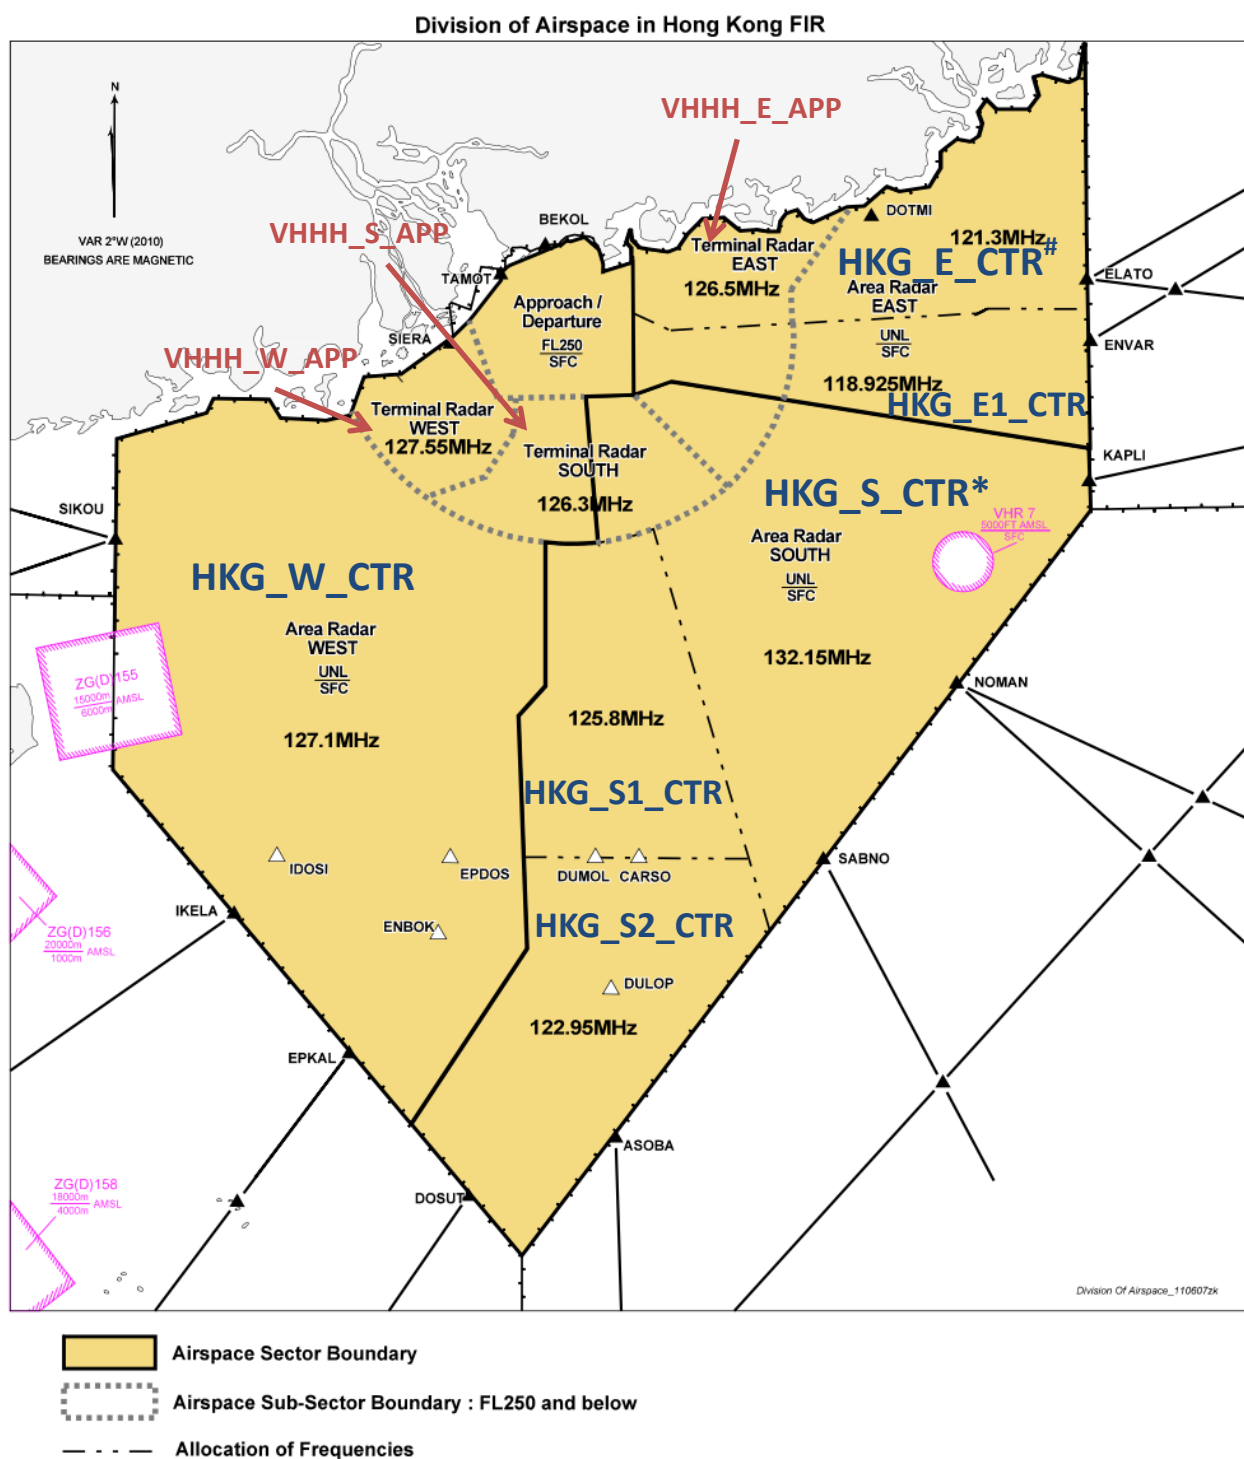 Division of Airspace in Hong Kong FIR
N
VAR 2°W (2010)
BEARINGS ARE MAGNETIC
VHHH_E_APP
VHHH_S_APP
VHHH_W_APP
BEKOL
TAMOT
SIERA
DOTMI
Terminal Radar
EAST
126.5MHz
121.3MHz
HKG_E_CTR#
Area Radar
EAST
UNL
SFC
118.925MHz
HKG_E1_CTR
ELATO
ENVAR
KAPLI
Approach /
Departure
FL250
SFC
Terminal Radar
WEST
127.55MHz
Terminal Radar
SOUTH
126.3MHz
HKG_S_CTR*
Area Radar
SOUTH
UNL
SFC
132.15MHz
VHR 7
5000FT AMSL
SFC
SIKOU
HKG_W_CTR
Area Radar
WEST
UNL
SFC
127.1MHz
ZG(D)155
15000m
6000m AMSL
NOMAN
125.8MHz
HKG_S1_CTR
IDOSI
EPDOS
DUMOL
CARSO
SABNO
IKELA
ENBOK
HKG_S2_CTR
ZG(D)156
20000m
1000m AMSL
DULOP
122.95MHz
EPKAL
ASOBA
DOSUT
ZG(D)158
18000m
4000m AMSL
Division Of Airspace_110607zk
Airspace Sector Boundary
Airspace Sub-Sector Boundary : FL250 and below
Allocation of Frequencies